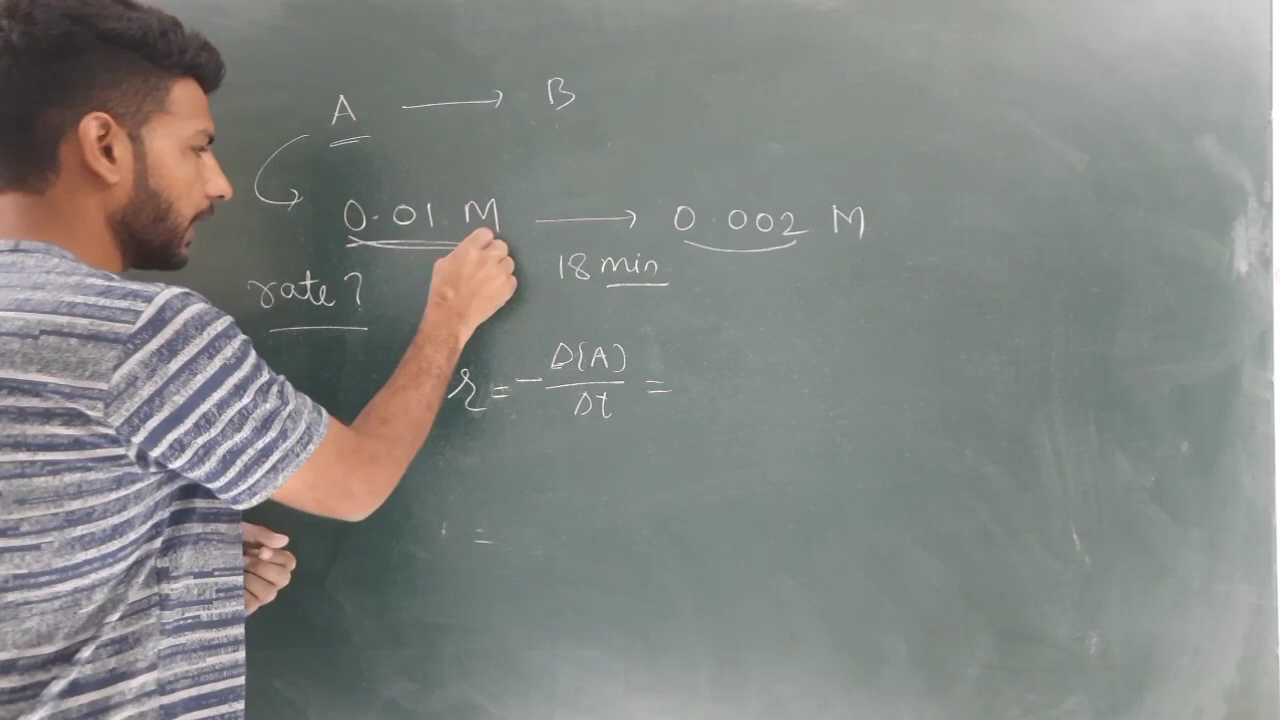 A → B
0.01 M → 0.002 M
18 min
rate?
r = - Δ[A]/Δt =
=